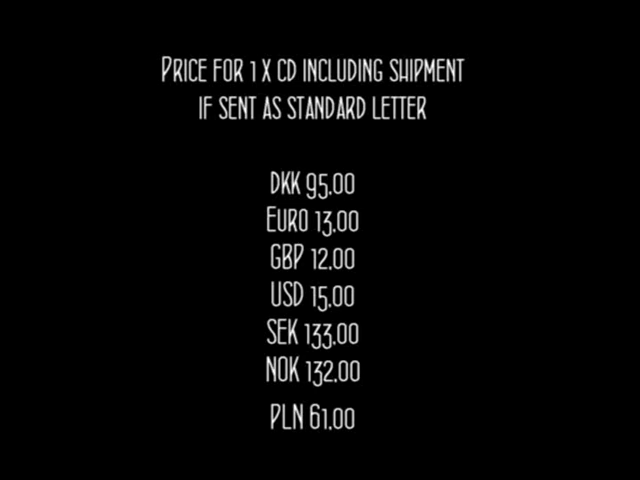 Price for 1 x cd including shipment
if sent as standard letter
DKK 95.00
Euro 13.00
GBP 12.00
USD 15.00
SEK 133.00
NOK 132.00
PLN 61.00